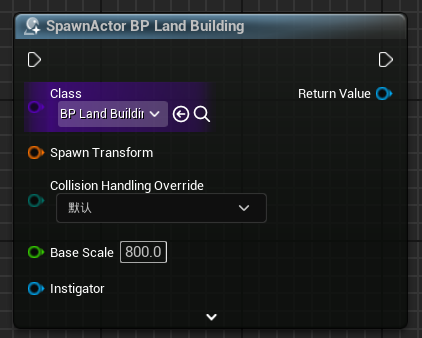 SpawnActor BP Land Building
Class
Return Value
BP Land Buildin
Spawn Transform
Collision Handling Override
默认
Base Scale 800.0
Instigator